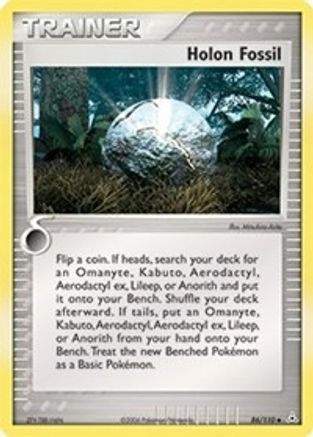 TRAINER
Holon Fossil
Illus. Mitsuhiro Arita
Flip a coin. If heads, search your deck for
an Omanyte, Kabuto, Aerodactyl,
Aerodactyl ex, Lileep, or Anorith and put
it onto your Bench. Shuffle your deck
afterward. If tails, put an Omanyte,
Kabuto, Aerodactyl, Aerodactyl ex, Lileep,
or Anorith from your hand onto your
Bench. Treat the new Benched Pokémon
as a Basic Pokémon.
©2006 Pokémon/Nintendo
86/110